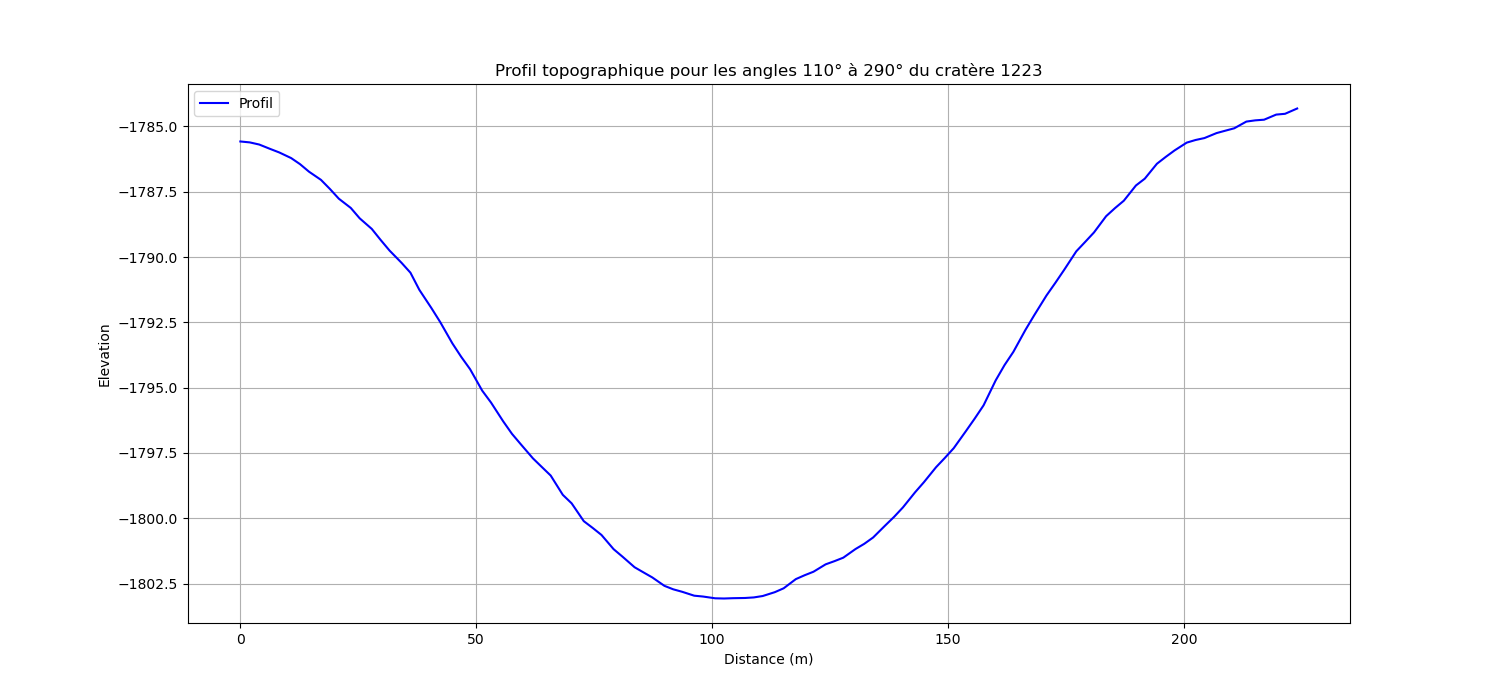 Profil topographique pour les angles 110° à 290° du cratère 1223
Profil
−1785.0
−1787.5
−1790.0
−1792.5
−1795.0
−1797.5
−1800.0
−1802.5
Elevation
0 50 100 150 200
Distance (m)